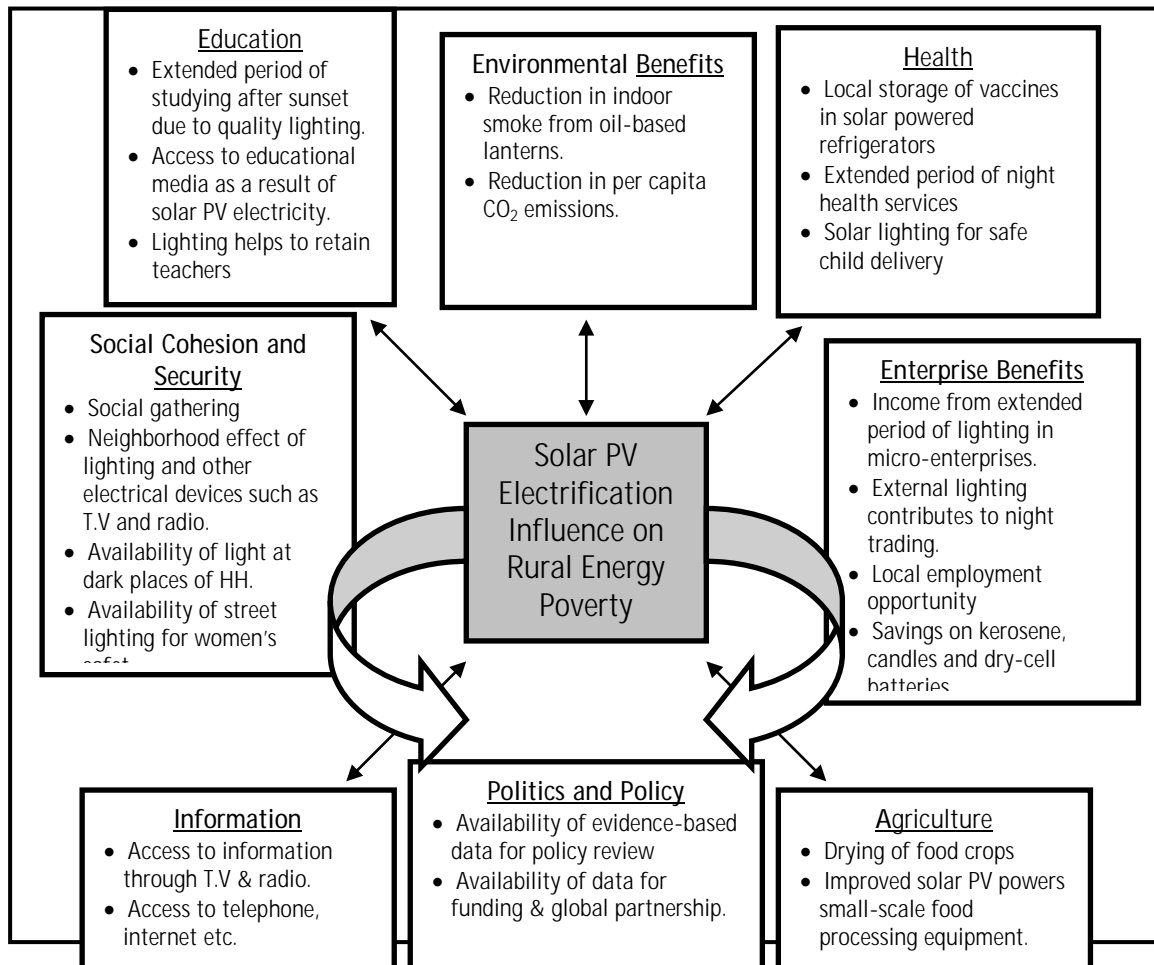 Education
• Extended period of
studying after sunset
due to quality lighting.
• Access to educational
media as a result of
solar PV electricity.
• Lighting helps to retain
teachers
Environmental Benefits
• Reduction in indoor
smoke from oil-based
lanterns.
• Reduction in per capita
CO₂ emissions.
Health
• Local storage of vaccines
in solar powered
refrigerators
• Extended period of night
health services
• Solar lighting for safe
child delivery
Social Cohesion and
Security
• Social gathering
• Neighborhood effect of
lighting and other
electrical devices such as
T.V and radio.
• Availability of light at
dark places of HH.
• Availability of street
lighting for women's
Solar PV
Electrification
Influence on
Rural Energy
Poverty
Enterprise Benefits
• Income from extended
period of lighting in
micro-enterprises.
• External lighting
contributes to night
trading.
• Local employment
opportunity
• Savings on kerosene,
candles and dry-cell
batteries
Information
• Access to information
through T.V & radio.
• Access to telephone,
internet etc.
Politics and Policy
• Availability of evidence-based
data for policy review
• Availability of data for
funding & global partnership.
Agriculture
• Drying of food crops
• Improved solar PV powers
small-scale food
processing equipment.